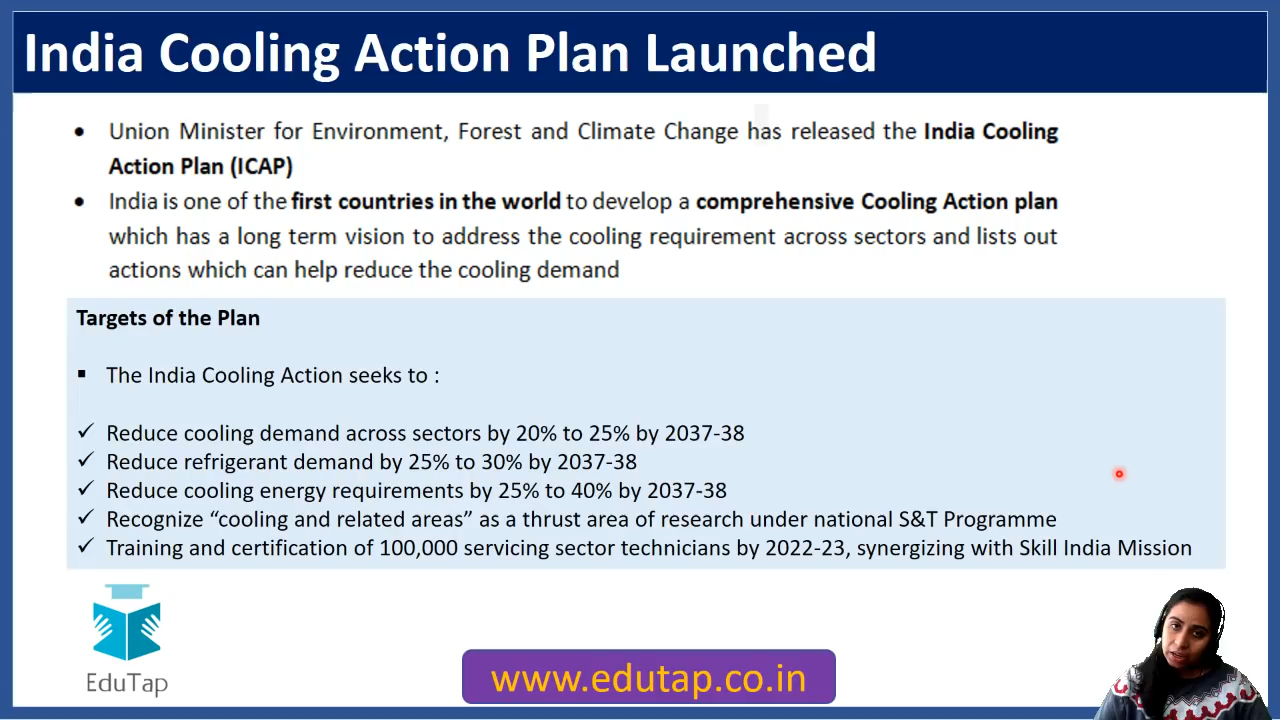 India Cooling Action Plan Launched
• Union Minister for Environment, Forest and Climate Change has released the India Cooling
Action Plan (ICAP)
• India is one of the first countries in the world to develop a comprehensive Cooling Action plan
which has a long term vision to address the cooling requirement across sectors and lists out
actions which can help reduce the cooling demand
Targets of the Plan
▪ The India Cooling Action seeks to :
✓ Reduce cooling demand across sectors by 20% to 25% by 2037-38
✓ Reduce refrigerant demand by 25% to 30% by 2037-38
✓ Reduce cooling energy requirements by 25% to 40% by 2037-38
✓ Recognize “cooling and related areas” as a thrust area of research under national S&T Programme
✓ Training and certification of 100,000 servicing sector technicians by 2022-23, synergizing with Skill India Mission
EduTap
www.edutap.co.in